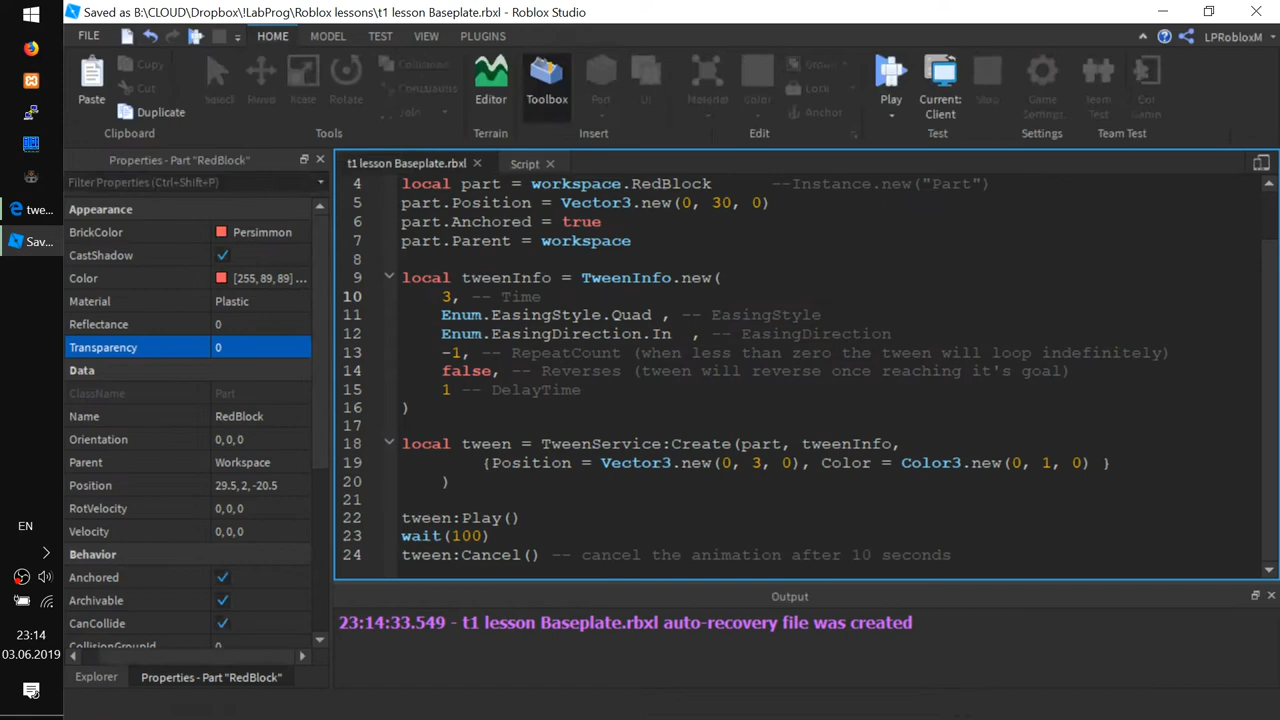 Saved as B:\CLOUD\Dropbox\!LabProg\Roblox lessons\t1 lesson Baseplate.rbxl - Roblox Studio
FILE HOME MODEL TEST VIEW PLUGINS LPRobloxM
Paste
Copy
Cut
Duplicate
Select Move Scale Rotate
Join
Editor
Toolbox
Part
UI
Material
Color
Group
Lock
Anchor
Play
Current:
Client
Stop
Game
Settings
Team
Test
Exit
Game
Clipboard Tools Terrain Insert Edit Test Settings Team Test
Properties - Part "RedBlock"
Filter Properties (Ctrl+Shift+P)
Appearance
BrickColor Persimmon
CastShadow
Color [255,89,89] ...
Material Plastic
Reflectance 0
Transparency 0
Data
ClassName Part
Name RedBlock
Orientation 0,0,0
Parent Workspace
Position 29.5, 2, -20.5
RotVelocity 0,0,0
Velocity 0,0,0
Behavior
Anchored
Archivable
CanCollide
CollisionGroupId 0
Explorer Properties - Part "RedBlock"
t1 lesson Baseplate.rbxl Script
4 local part = workspace.RedBlock --Instance.new("Part")
5 part.Position = Vector3.new(0, 30, 0)
6 part.Anchored = true
7 part.Parent = workspace
8
9 local tweenInfo = TweenInfo.new(
10 3, -- Time
11 Enum.EasingStyle.Quad , -- EasingStyle
12 Enum.EasingDirection.In , -- EasingDirection
13 -1, -- RepeatCount (when less than zero the tween will loop indefinitely)
14 false, -- Reverses (tween will reverse once reaching it's goal)
15 1 -- DelayTime
16 )
17
18 local tween = TweenService:Create(part, tweenInfo,
19 {Position = Vector3.new(0, 3, 0), Color = Color3.new(0, 1, 0) }
20 )
21
22 tween:Play()
23 wait(100)
24 tween:Cancel() -- cancel the animation after 10 seconds
Output
23:14:33.549 - t1 lesson Baseplate.rbxl auto-recovery file was created
twe...
Sav...
EN
23:14
03.06.2019